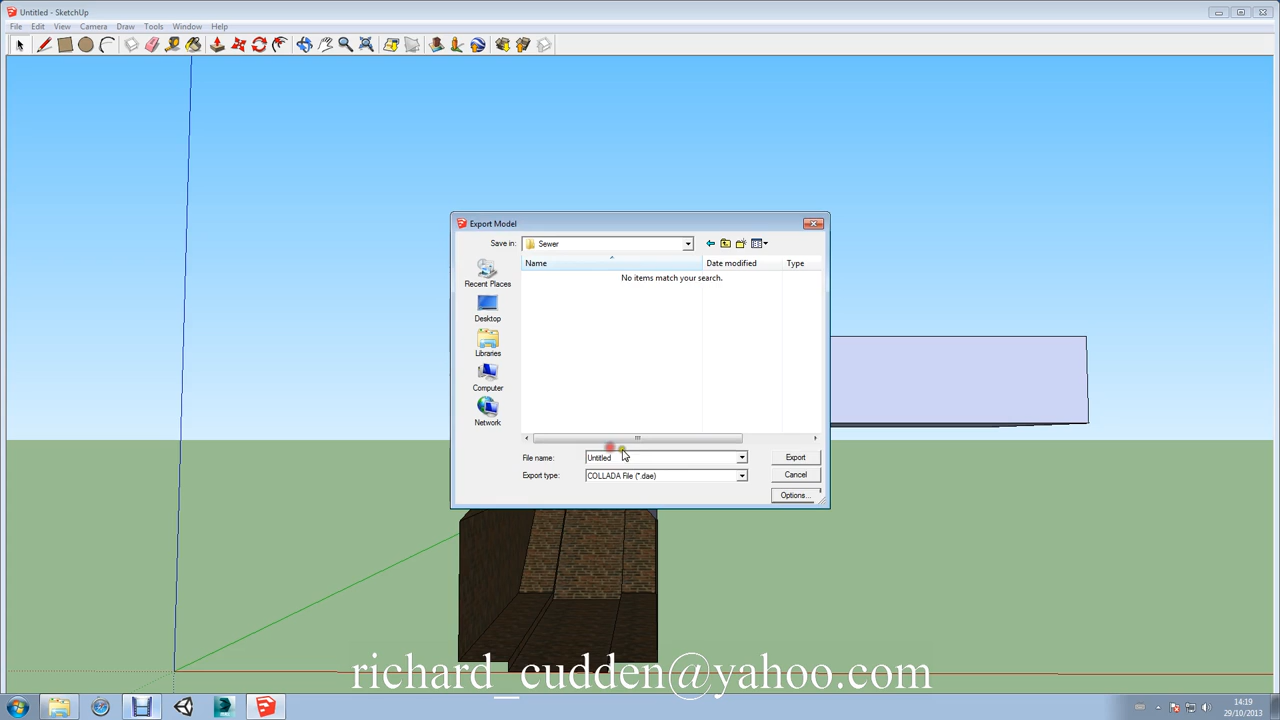 Untitled - SketchUp
File Edit View Camera Draw Tools Window Help
Export Model
Save in: Sewer
Name Date modified Type
No items match your search.
Recent Places
Desktop
Libraries
Computer
Network
File name: Untitled Export
Export type: COLLADA File (*.dae) Cancel
Options...
richard_cudden@yahoo.com
14:19
29/10/2013